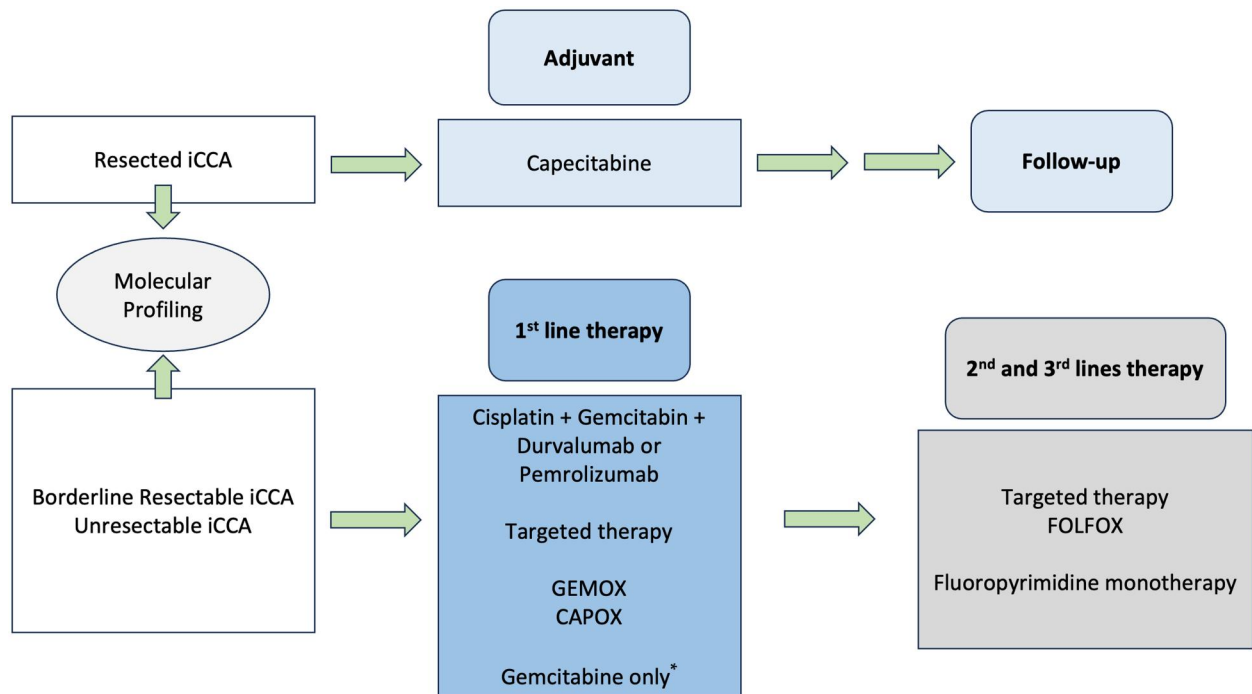 Adjuvant
Resected iCCA
Capecitabine
Follow-up
Molecular
Profiling
1st line therapy
2nd and 3rd lines therapy
Borderline Resectable iCCA
Unresectable iCCA
Cisplatin + Gemcitabin +
Durvalumab or
Pemrolizumab
Targeted therapy
GEMOX
CAPOX
Gemcitabine only*
Targeted therapy
FOLFOX
Fluoropyrimidine monotherapy